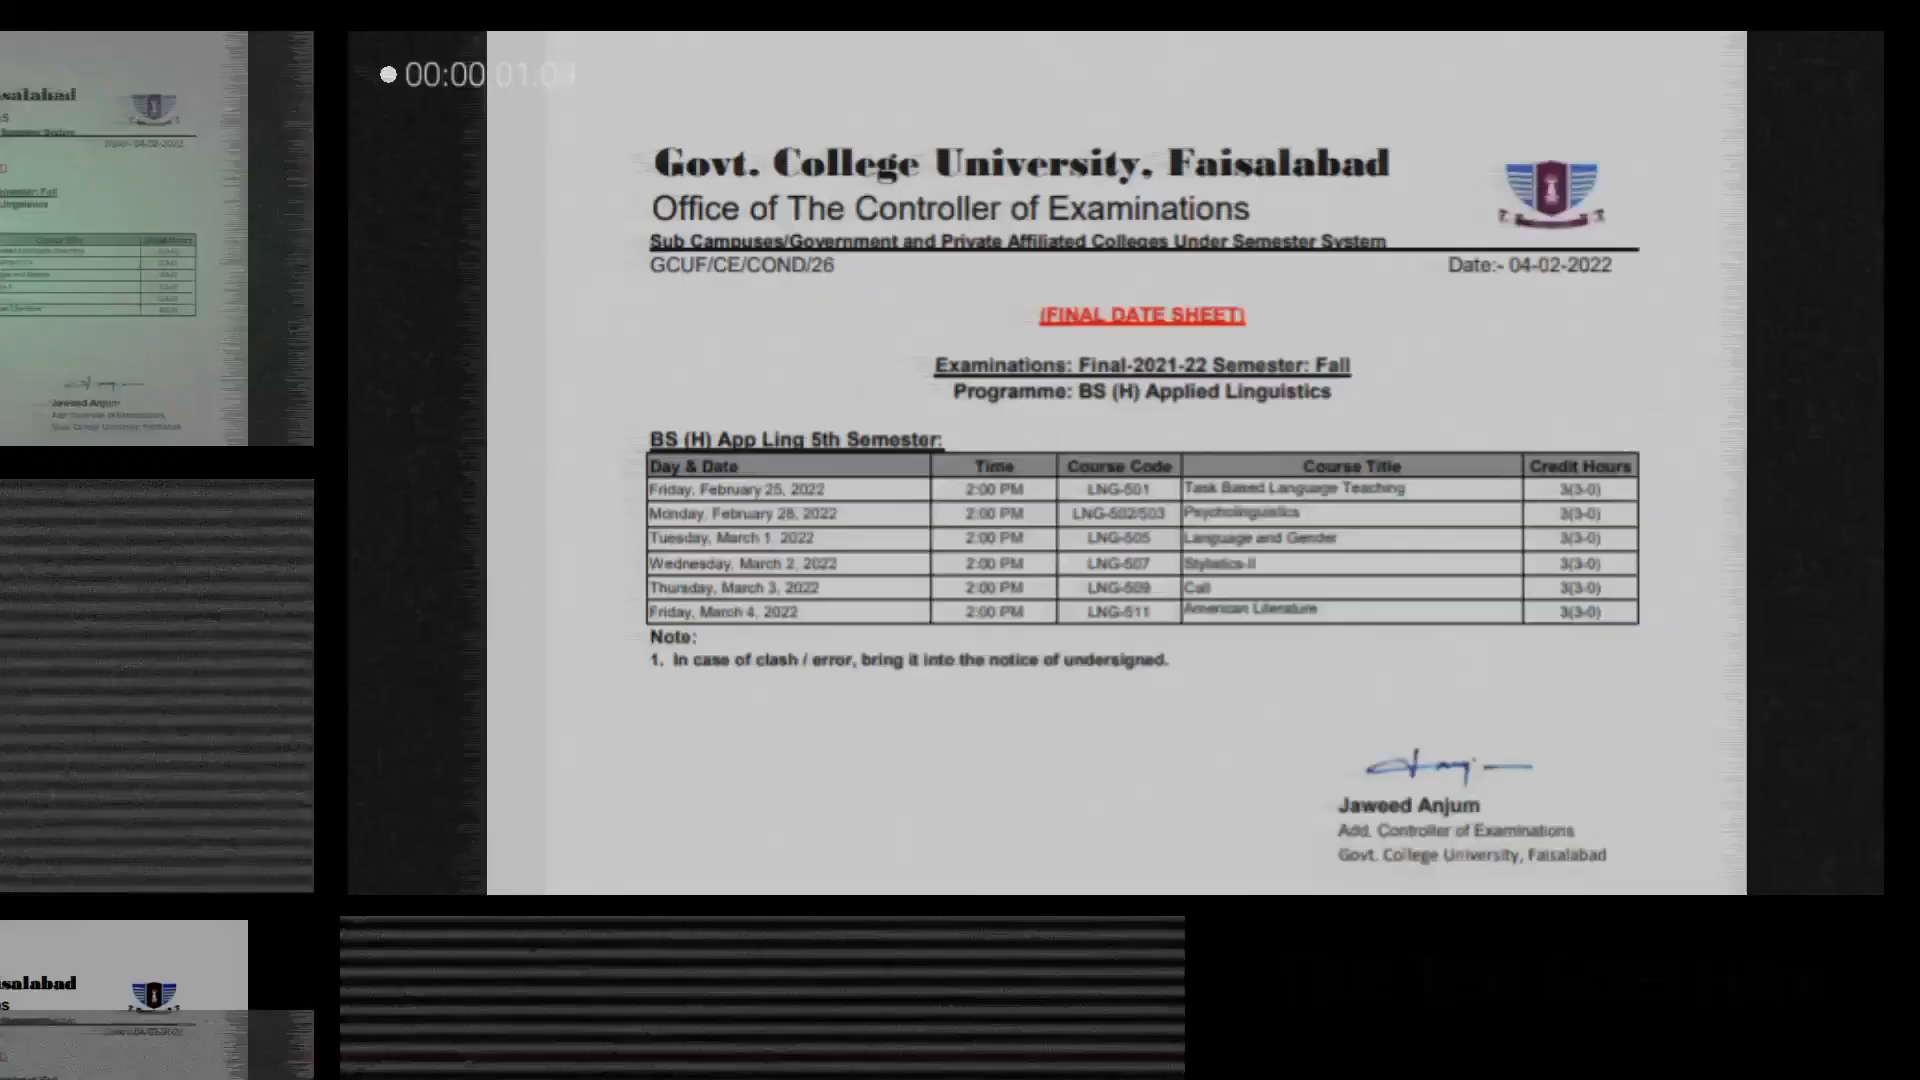 salabad
Date:- 04-02-2022
Jaweed Anjum
00:00
Govt. College University, Faisalabad
Office of The Controller of Examinations
Sub Campuses/Government and Private Affiliated Colleges Under Semester System
GCUF/CE/COND/26 Date:- 04-02-2022
(FINAL DATE SHEET)
Examinations: Final-2021-22 Semester: Fall
Programme: BS (H) Applied Linguistics
BS (H) App Ling 5th Semester:
Day & Date Time Course Code Course Title Credit Hours
Friday, February 25, 2022 2:00 PM LNG-501 Task Based Language Teaching 3(3-0)
Monday, February 28, 2022 2:00 PM LNG-502/503 Psycholinguistics 3(3-0)
Tuesday, March 1, 2022 2:00 PM LNG-505 Language and Gender 3(3-0)
Wednesday, March 2, 2022 2:00 PM LNG-507 Stylistics-II 3(3-0)
Thursday, March 3, 2022 2:00 PM LNG-509 Call 3(3-0)
Friday, March 4, 2022 2:00 PM LNG-511 American Literature 3(3-0)
Note:
1. In case of clash / error, bring it into the notice of undersigned.
Jaweed Anjum
Add. Controller of Examinations
Govt. College University, Faisalabad
salabad